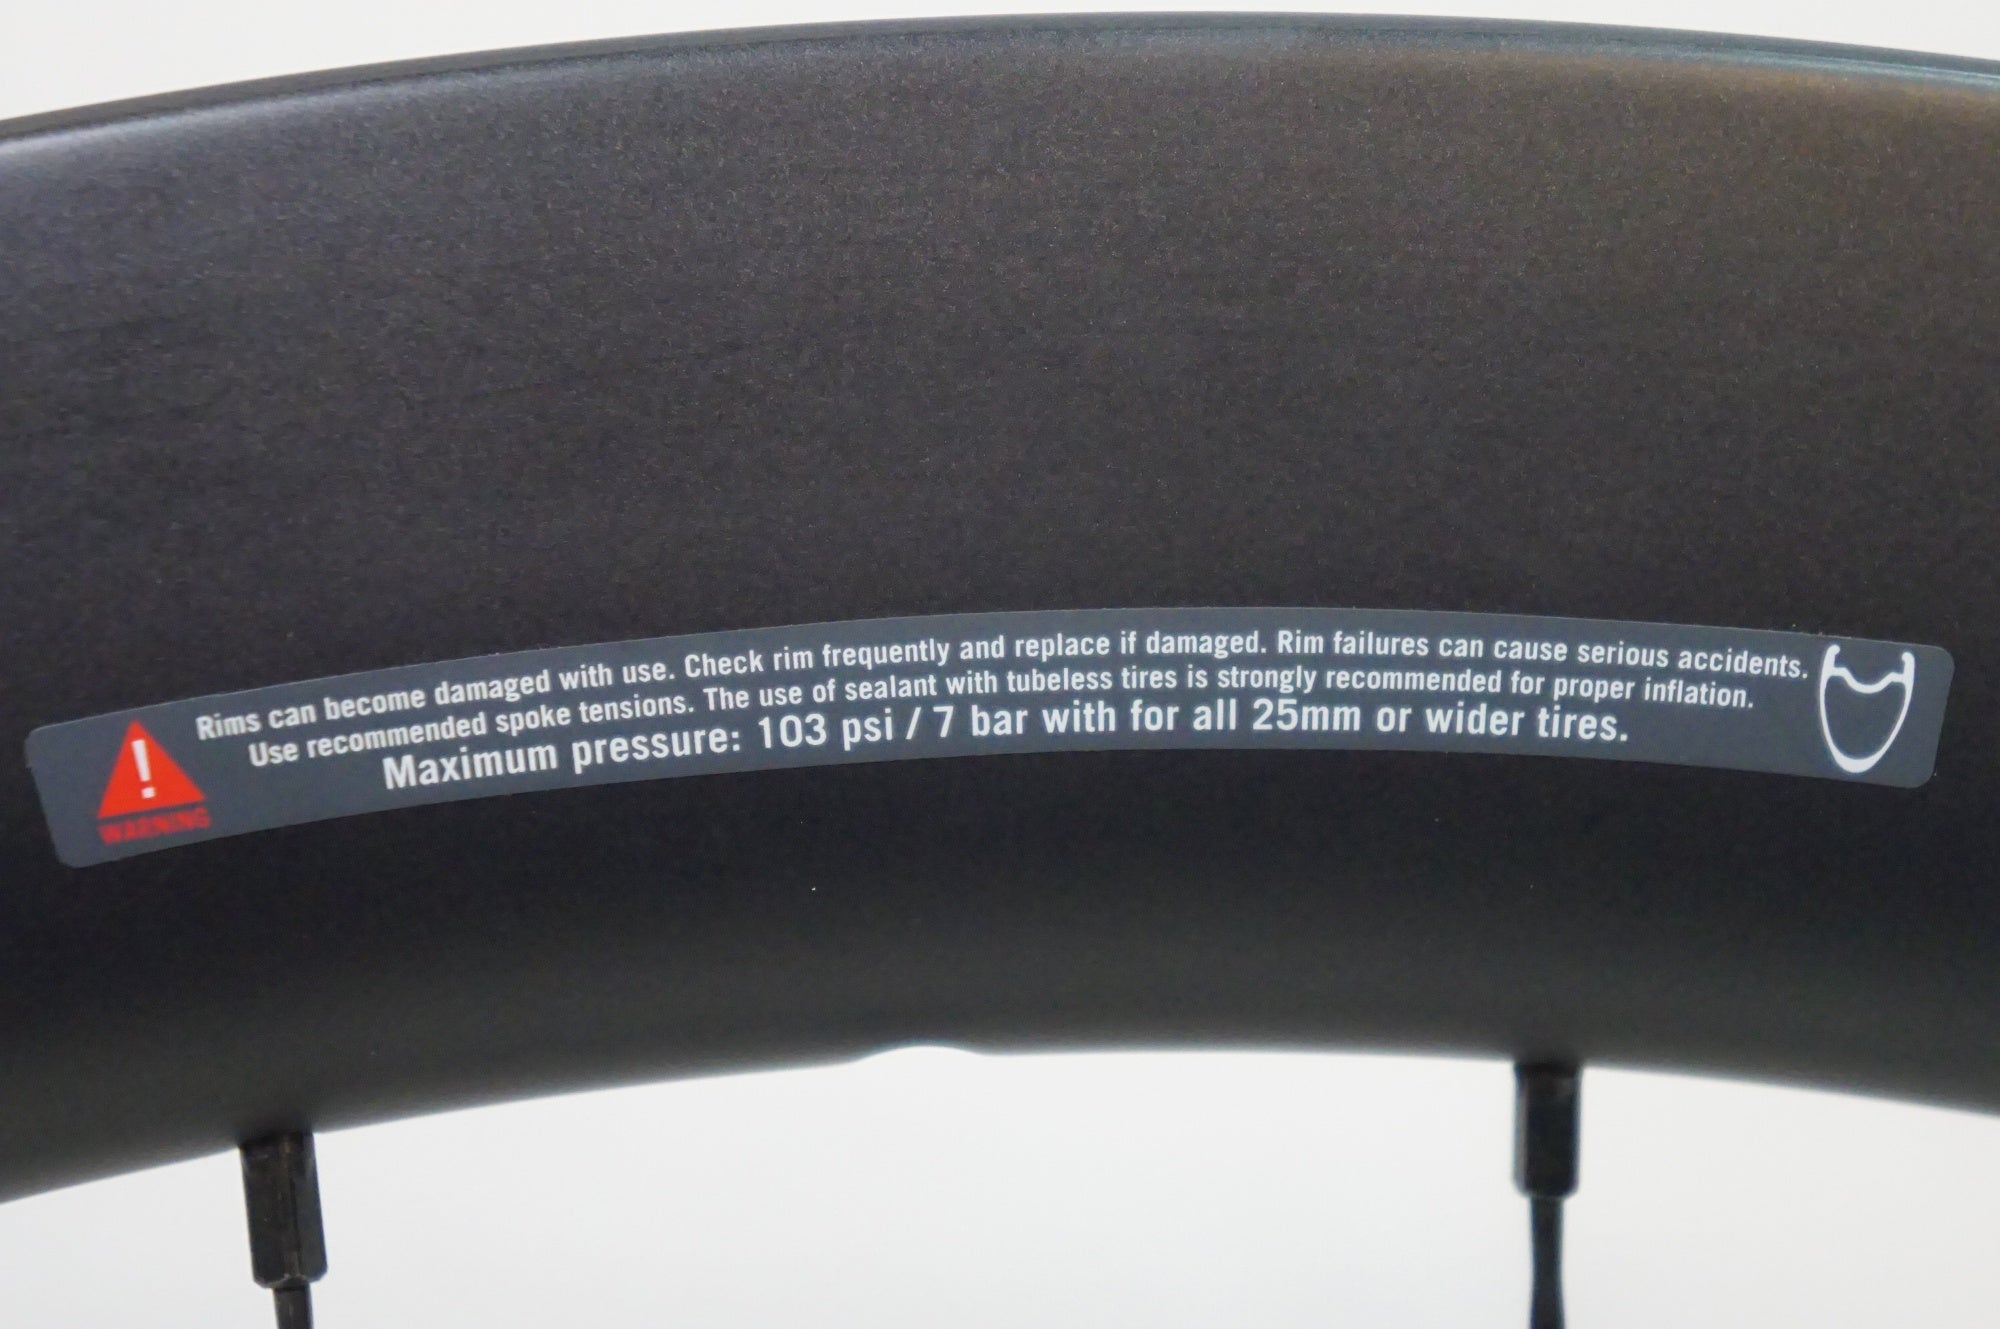 Rims can become damaged with use. Check rim frequently and replace if damaged. Rim failures can cause serious accidents.
Use recommended spoke tensions. The use of sealant with tubeless tires is strongly recommended for proper inflation.
Maximum pressure: 103 psi / 7 bar with for all 25mm or wider tires.
!
WARNING